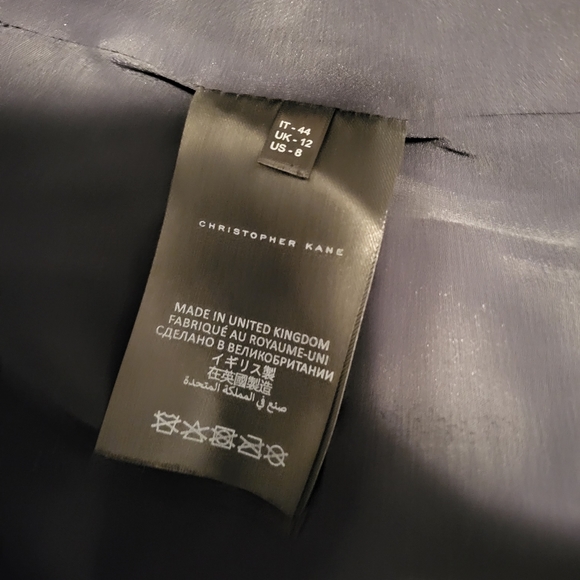 IT - 44
UK - 12
US - 8
CHRISTOPHER KANE
MADE IN UNITED KINGDOM
FABRIQUÉ AU ROYAUME-UNI
СДЕЛАНО В ВЕЛИКОБРИТАНИИ
イギリス製
在英國製造
صنع في المملكة المتحدة